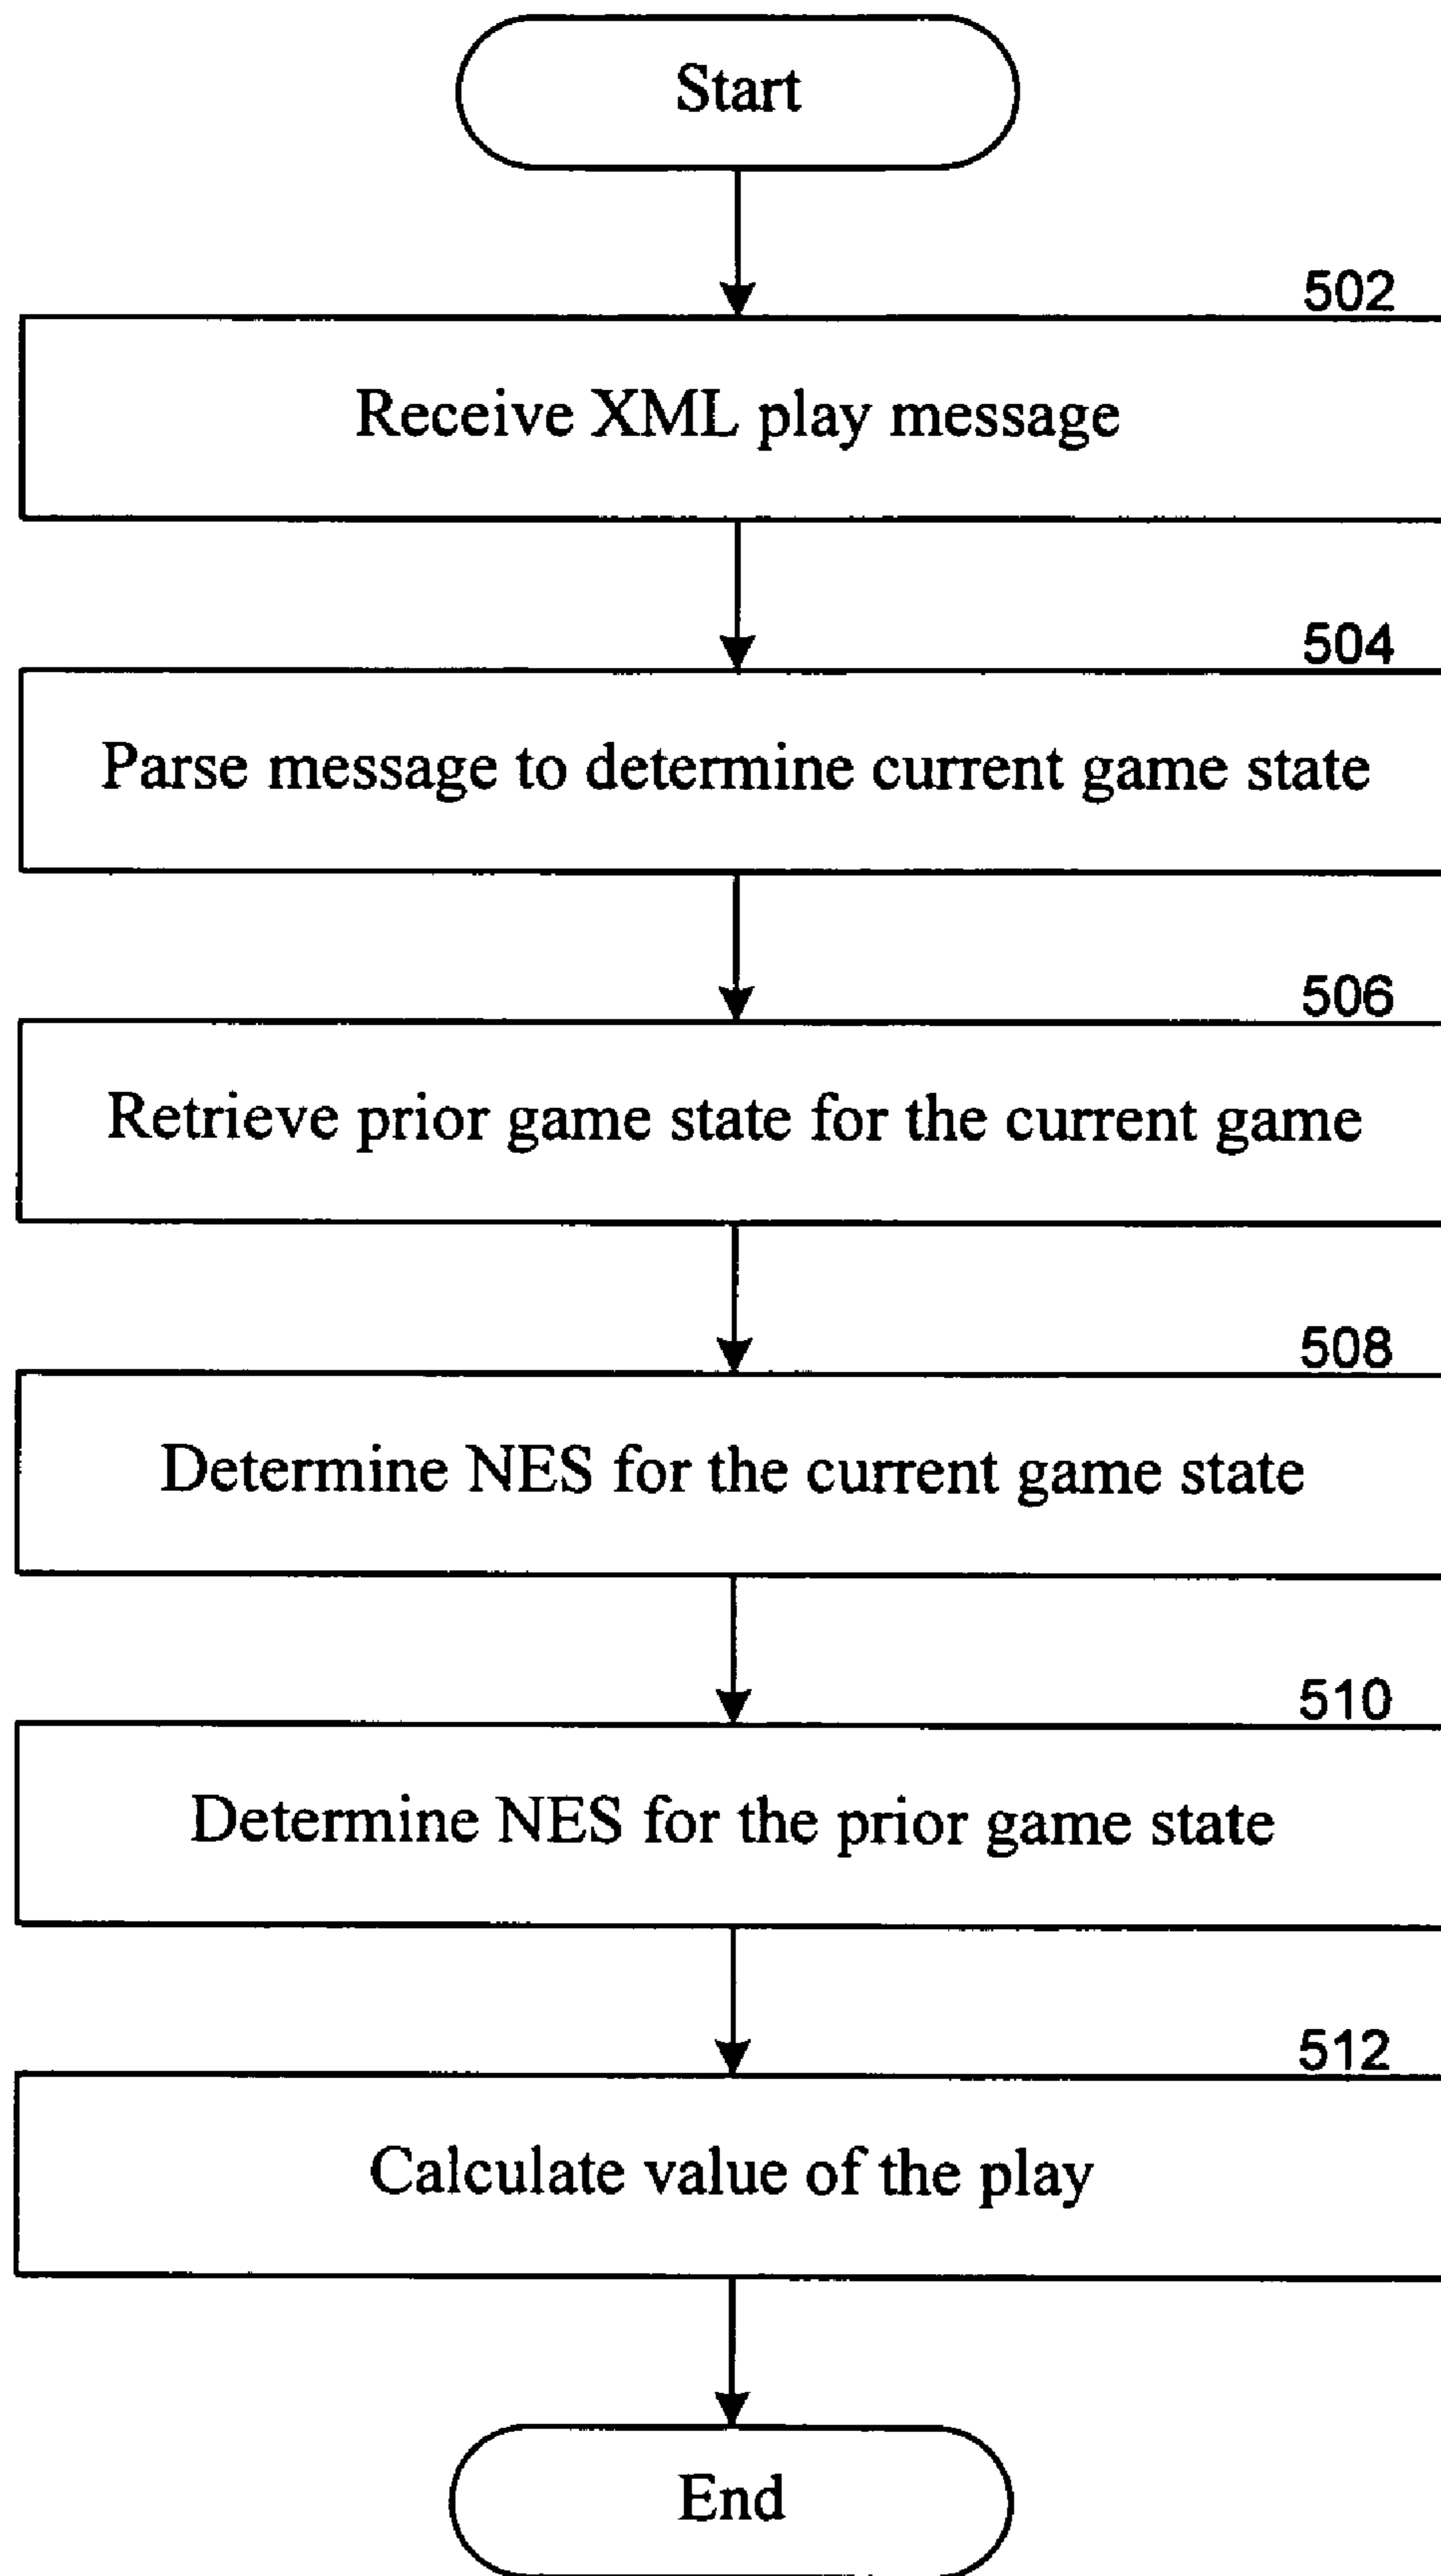 Start
502
Receive XML play message
504
Parse message to determine current game state
506
Retrieve prior game state for the current game
508
Determine NES for the current game state
510
Determine NES for the prior game state
512
Calculate value of the play
End